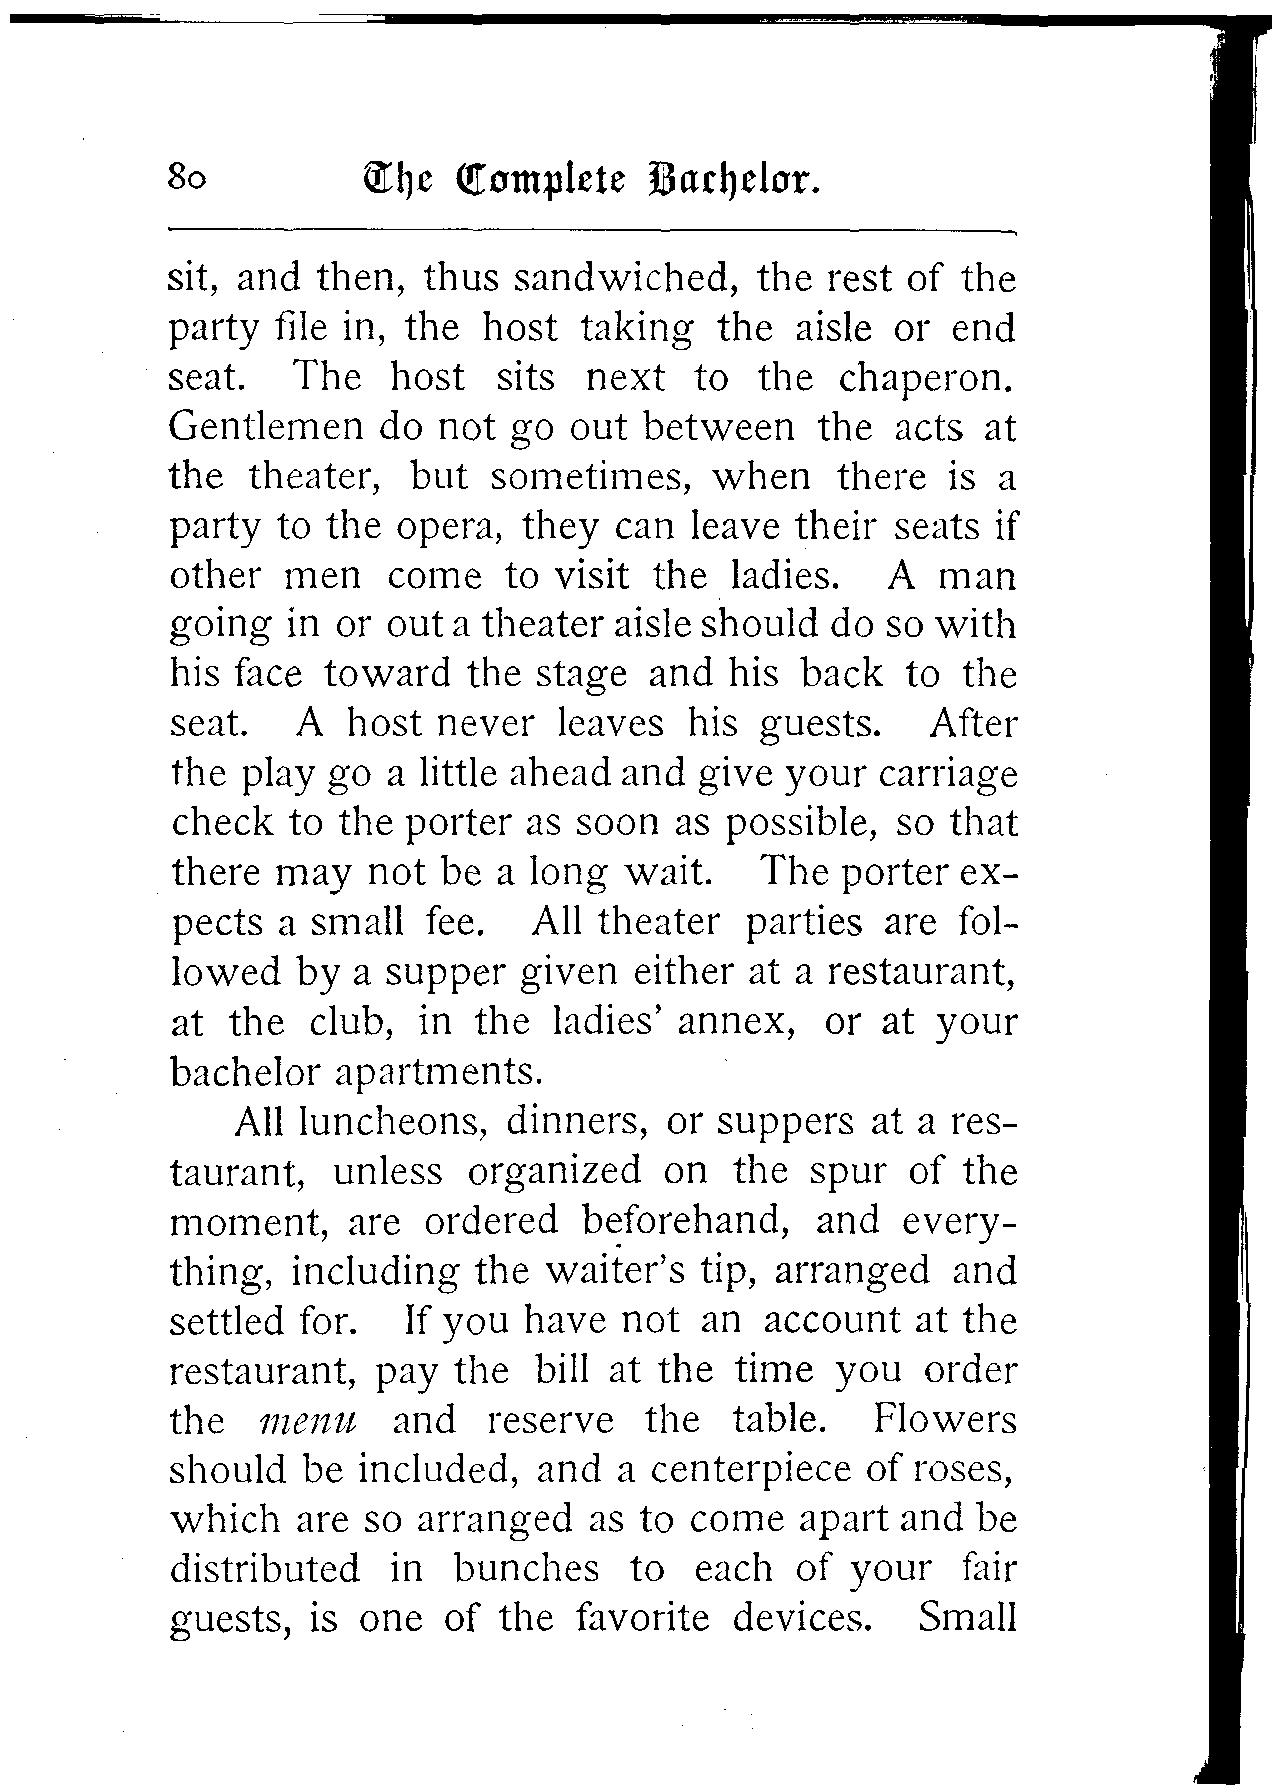 80 The Complete Bachelor.
sit, and then, thus sandwiched, the rest of the
party file in, the host taking the aisle or end
seat. The host sits next to the chaperon.
Gentlemen do not go out between the acts at
the theater, but sometimes, when there is a
party to the opera, they can leave their seats if
other men come to visit the ladies. A man
going in or out a theater aisle should do so with
his face toward the stage and his back to the
seat. A host never leaves his guests. After
the play go a little ahead and give your carriage
check to the porter as soon as possible, so that
there may not be a long wait. The porter ex-
pects a small fee. All theater parties are fol-
lowed by a supper given either at a restaurant,
at the club, in the ladies' annex, or at your
bachelor apartments.
All luncheons, dinners, or suppers at a res-
taurant, unless organized on the spur of the
moment, are ordered beforehand, and every-
thing, including the waiter's tip, arranged and
settled for. If you have not an account at the
restaurant, pay the bill at the time you order
the menu and reserve the table. Flowers
should be included, and a centerpiece of roses,
which are so arranged as to come apart and be
distributed in bunches to each of your fair
guests, is one of the favorite devices. Small